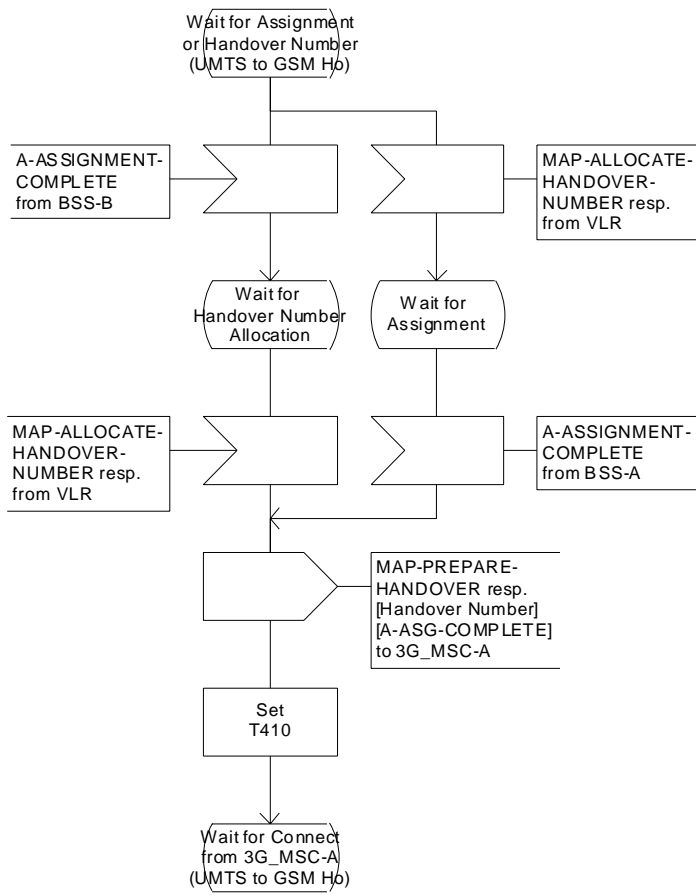 Wait for Assignment
or Handover Number
(UMTS to GSM Ho)
A-ASSIGNMENT-
COMPLETE
from BSS-B
MAP-ALLOCATE-
HANDOVER-
NUMBER resp.
from VLR
Wait for
Handover Number
Allocation
Wait for
Assignment
MAP-ALLOCATE-
HANDOVER-
NUMBER resp.
from VLR
A-ASSIGNMENT-
COMPLETE
from BSS-A
MAP-PREPARE-
HANDOVER resp.
[Handover Number]
[A-ASG-COMPLETE]
to 3G_MSC-A
Set
T410
Wait for Connect
from 3G_MSC-A
(UMTS to GSM Ho)